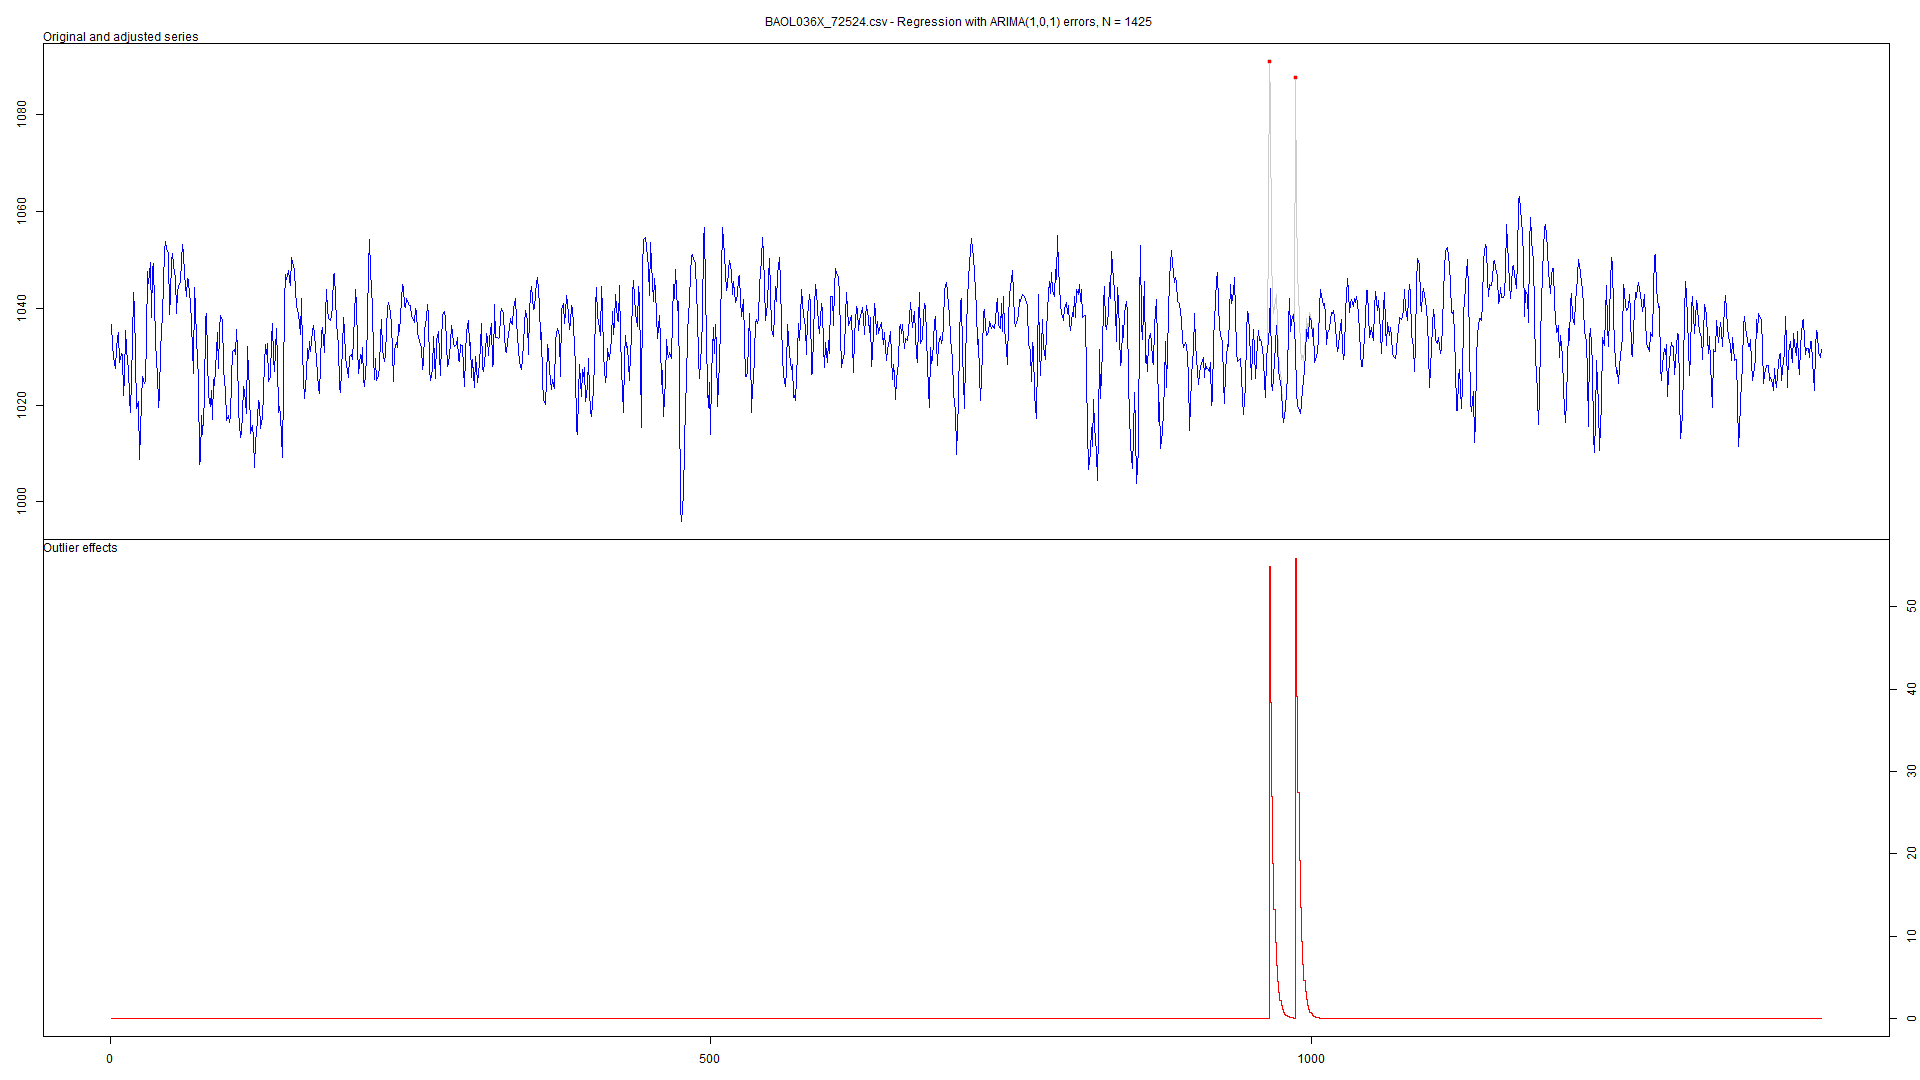 BAOL036X_72524.csv - Regression with ARIMA(1,0,1) errors, N = 1425
Original and adjusted series
1080
1060
1040
1020
1000
Outlier effects
50
40
30
20
10
0
0 500 1000